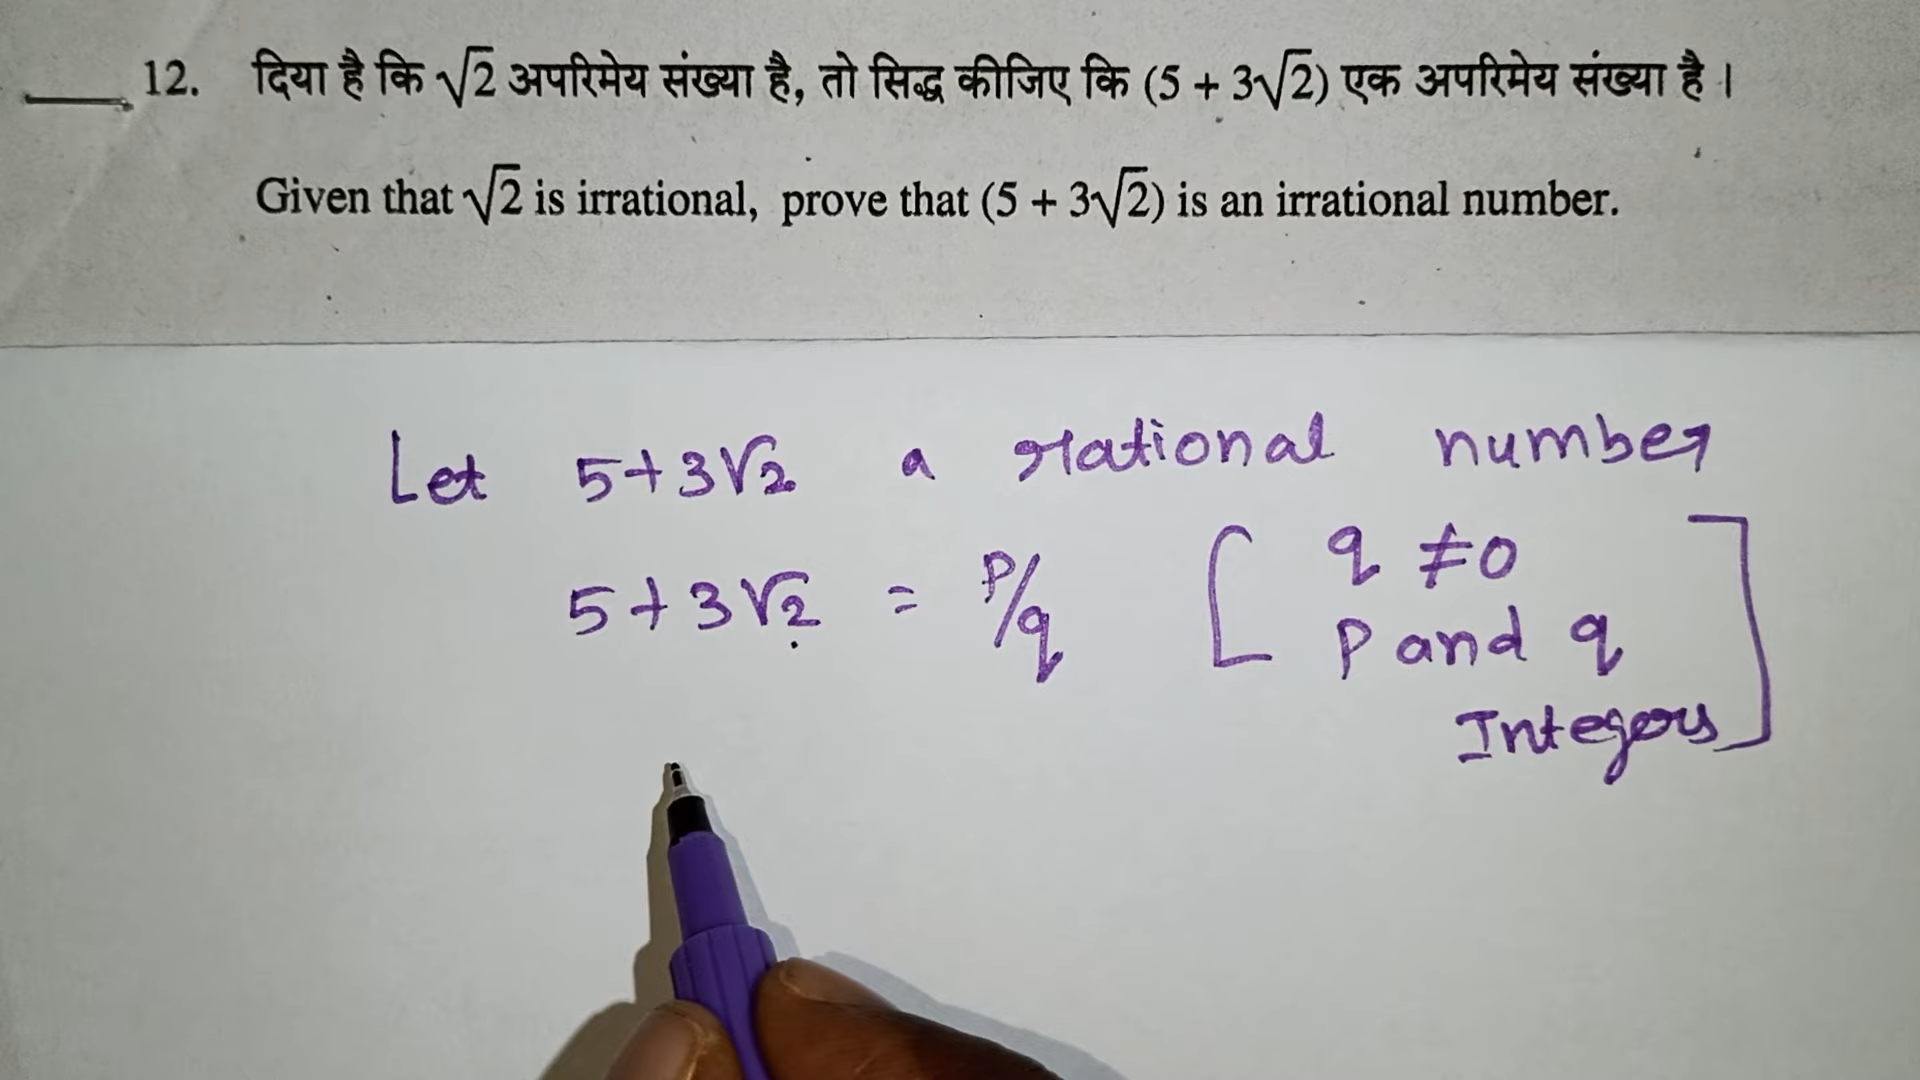 12. दिया है कि √2 अपरिमेय संख्या है, तो सिद्ध कीजिए कि (5 + 3√2) एक अपरिमेय संख्या है ।
Given that √2 is irrational, prove that (5 + 3√2) is an irrational number.
Let 5+3√2 a rational number
5+3√2 = P/q [ q ≠0
P and q
Integers ]